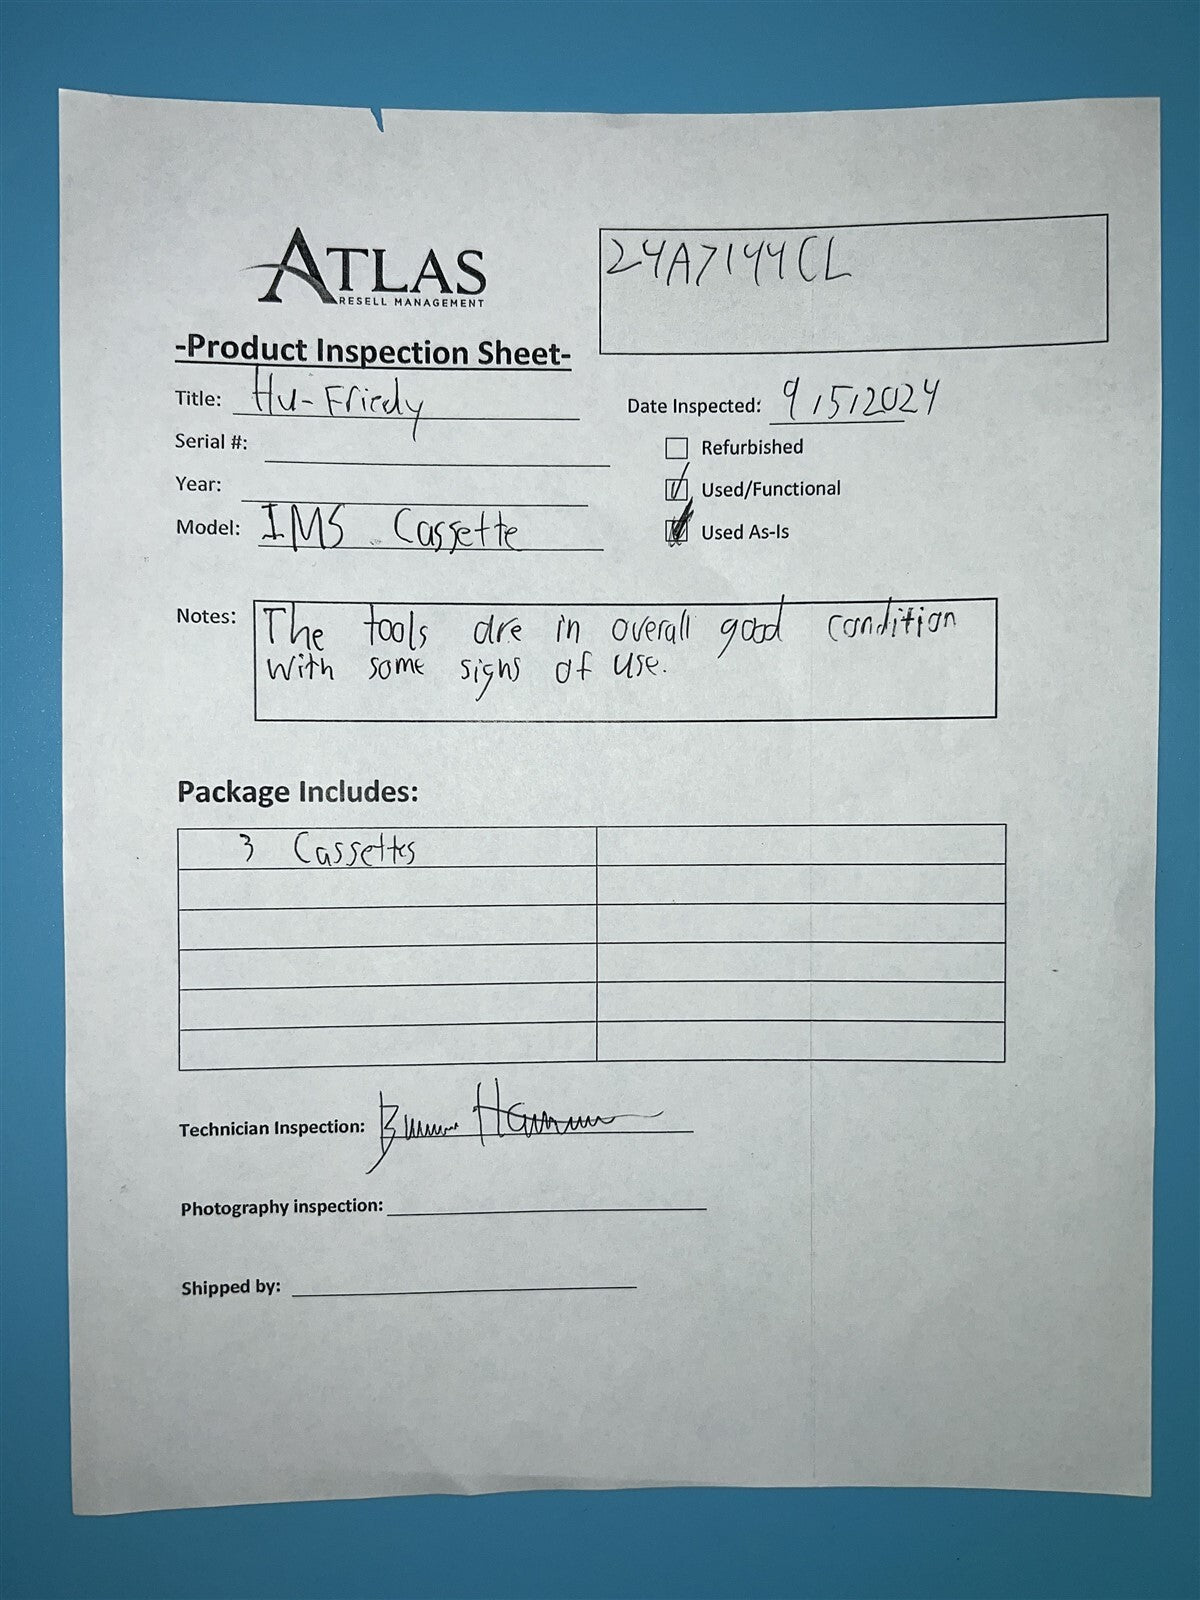 ATLAS
RESELL MANAGEMENT
24A7144CL
-Product Inspection Sheet-
Title: Hu-Friedy
Date Inspected: 9/5/2024
Serial #:
Refurbished
Year:
Used/Functional
Model: IMS Cassette
Used As-Is
Notes: The tools are in overall good condition
with some signs of use.
Package Includes:
3 Cassettes
Technician Inspection:
Photography inspection:
Shipped by: